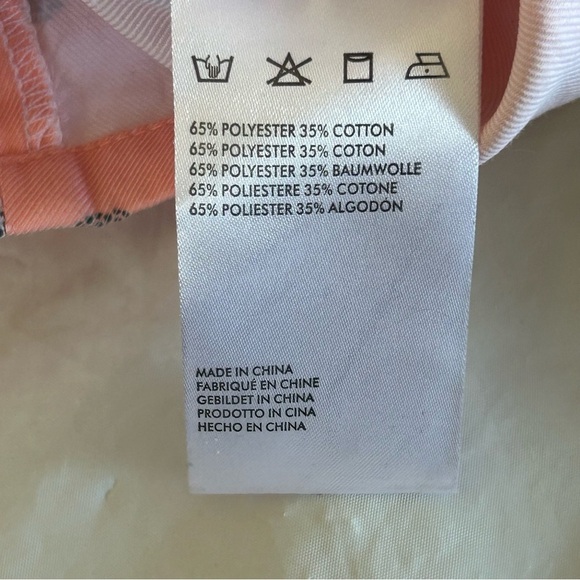 65% POLYESTER 35% COTTON
65% POLYESTER 35% COTON
65% POLYESTER 35% BAUMWOLLE
65% POLIESTERE 35% COTONE
65% POLIESTER 35% ALGODÓN
MADE IN CHINA
FABRIQUÉ EN CHINE
GEBILDET IN CHINA
PRODOTTO IN CINA
HECHO EN CHINA